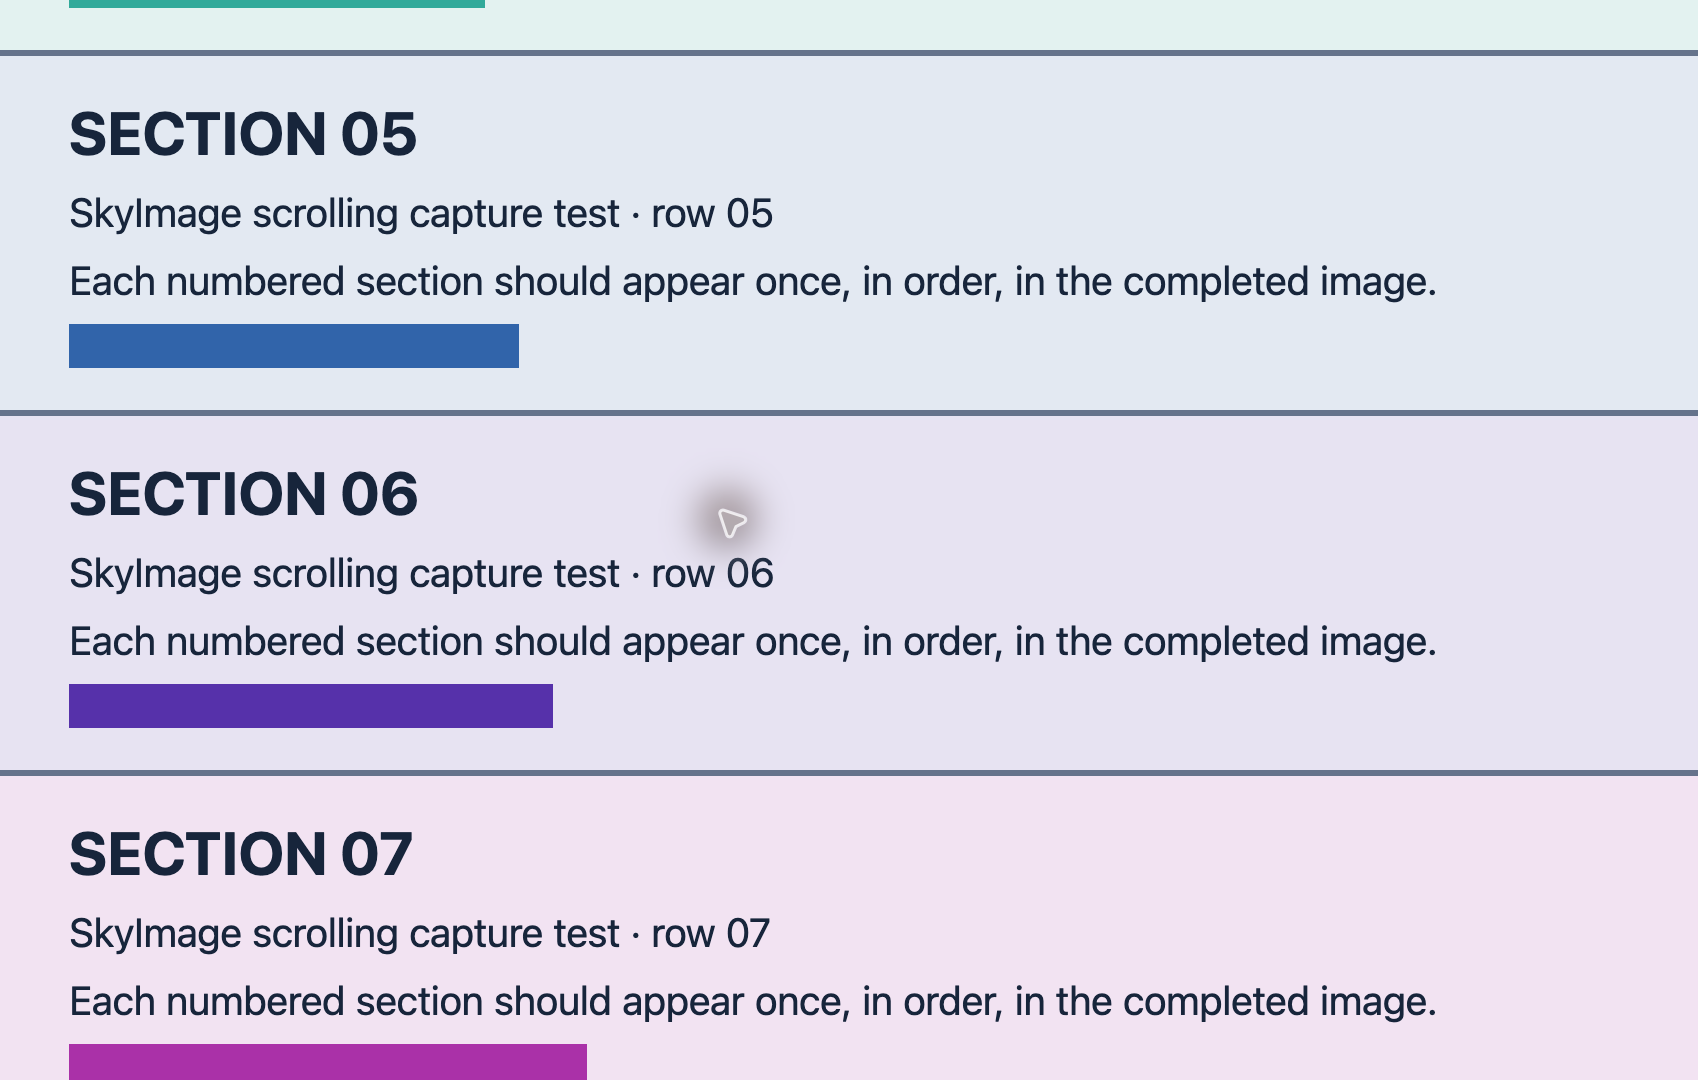 SECTION 05
SkyImage scrolling capture test · row 05
Each numbered section should appear once, in order, in the completed image.
SECTION 06
SkyImage scrolling capture test · row 06
Each numbered section should appear once, in order, in the completed image.
SECTION 07
SkyImage scrolling capture test · row 07
Each numbered section should appear once, in order, in the completed image.